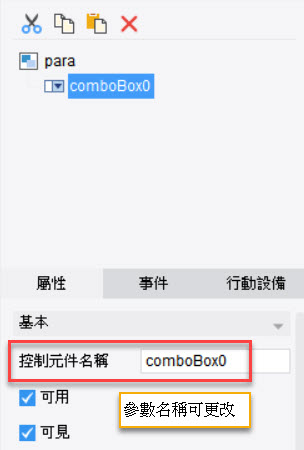 para
comboBox0
屬性 事件 行動設備
基本
控制元件名稱 comboBox0
可用
參數名稱可更改
可見